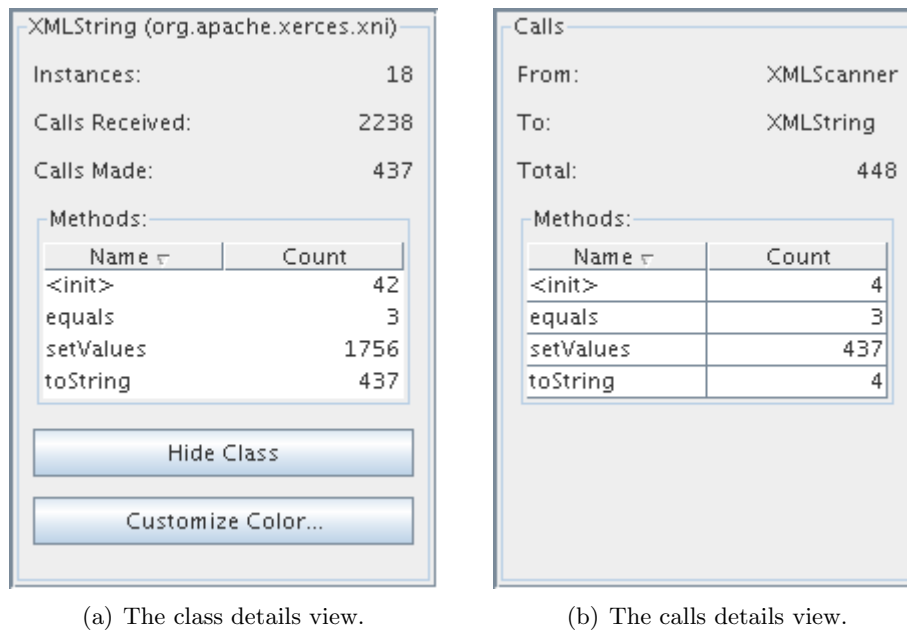 XMLString (org.apache.xerces.xni)
Instances: 18
Calls Received: 2238
Calls Made: 437
Methods:
Name Count
<init> 42
equals 3
setValues 1756
toString 437
Hide Class
Customize Color...
(a) The class details view.
Calls
From: XMLScanner
To: XMLString
Total: 448
Methods:
Name Count
<init> 4
equals 3
setValues 437
toString 4
(b) The calls details view.